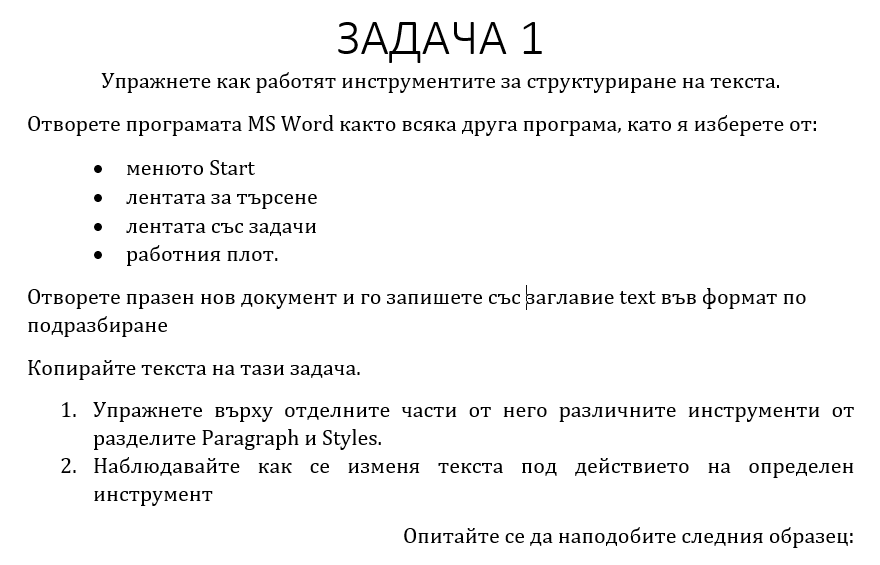 ЗАДАЧА 1
Упражнете как работят инструментите за структуриране на текста.
Отворете програмата MS Word както всяка друга програма, като я изберете от:
• менюто Start
• лентата за търсене
• лентата със задачи
• работния плот.
Отворете празен нов документ и го запишете със заглавие text във формат по
подразбиране
Копирайте текста на тази задача.
1. Упражнете върху отделните части от него различните инструменти от
разделите Paragraph и Styles.
2. Наблюдавайте как се изменя текста под действието на определен
инструмент
Опитайте се да наподобите следния образец: